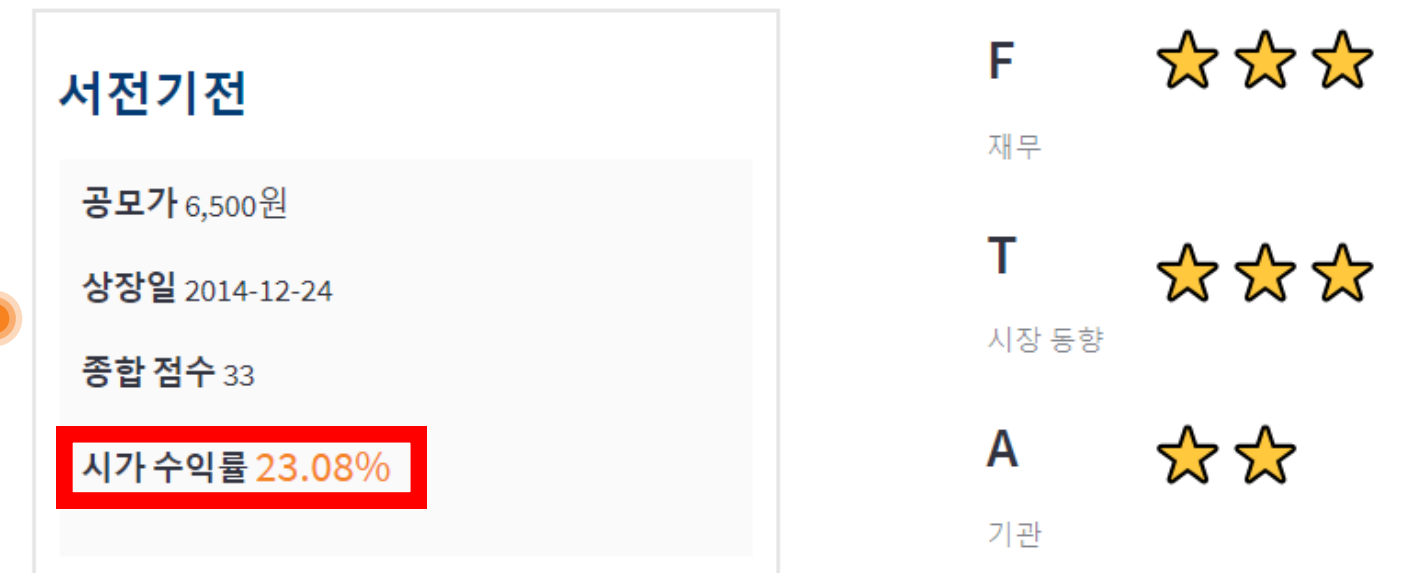 서전기전
공모가 6,500원
상장일 2014-12-24
종합 점수 33
시가 수익률 23.08%
F
재무
T
시장 동향
A
기관